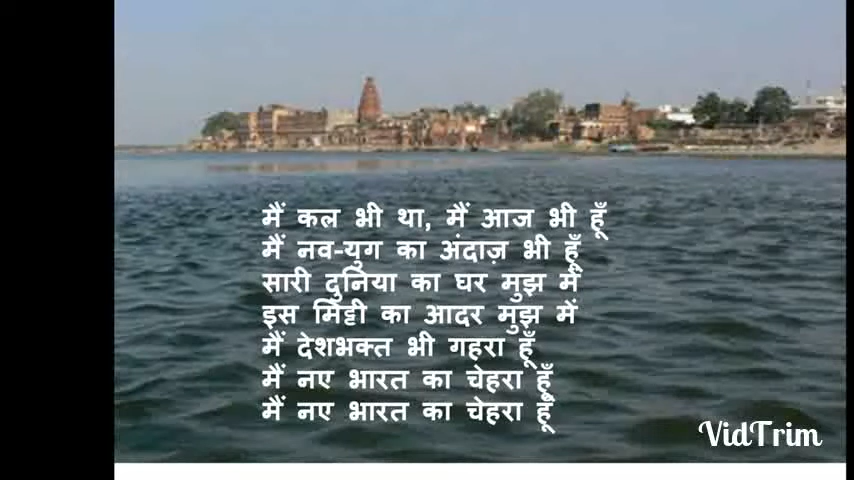 मैं कल भी था, मैं आज भी हूँ
मैं नव-युग का अंदाज़ भी हूँ
सारी दुनिया का घर मुझ में
इस मिट्टी का आदर मुझ में
मैं देशभक्त भी गहरा हूँ
मैं नए भारत का चेहरा हूँ
मैं नए भारत का चेहरा हूँ
VidTrim